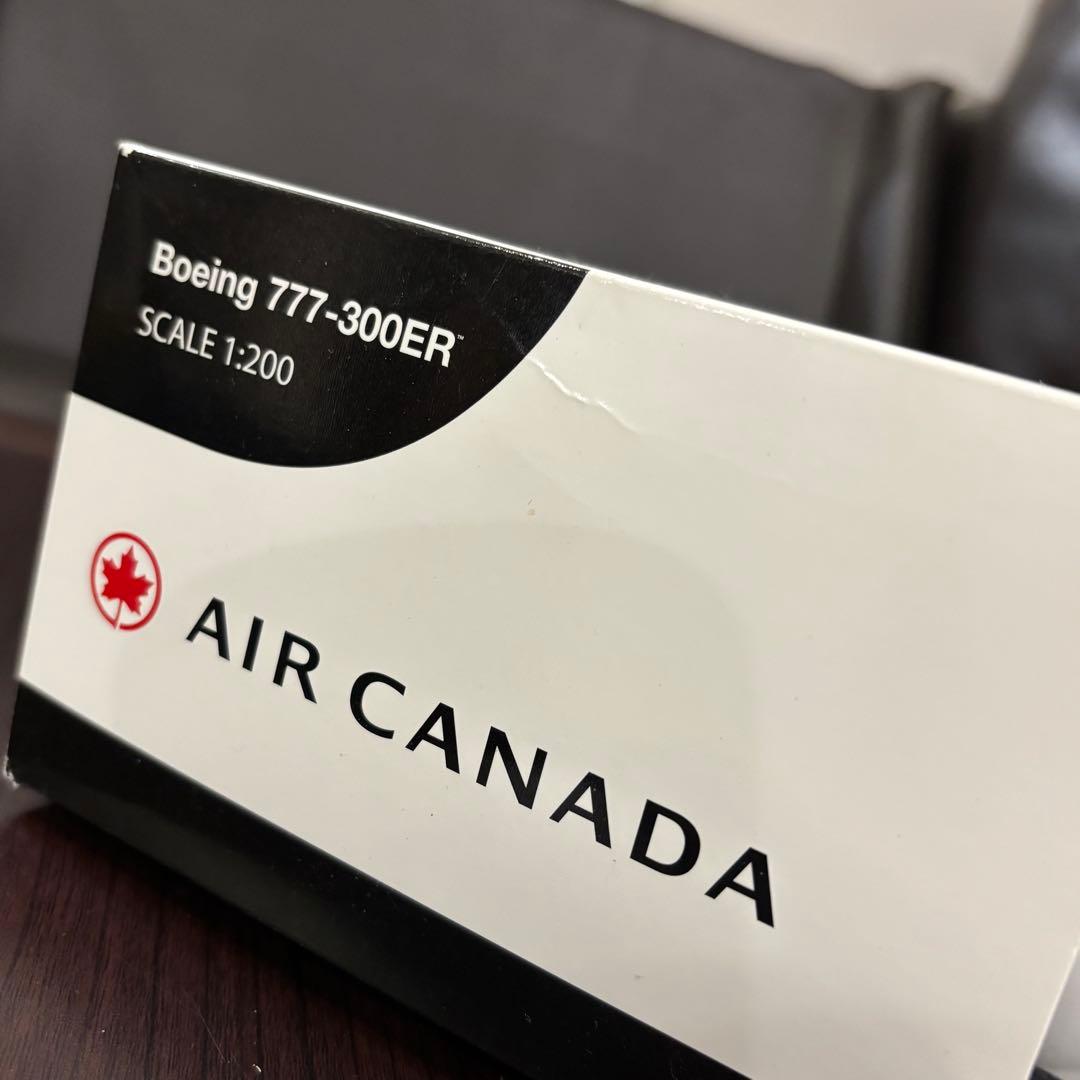 Boeing 777-300ER™
SCALE 1:200
AIR CANADA